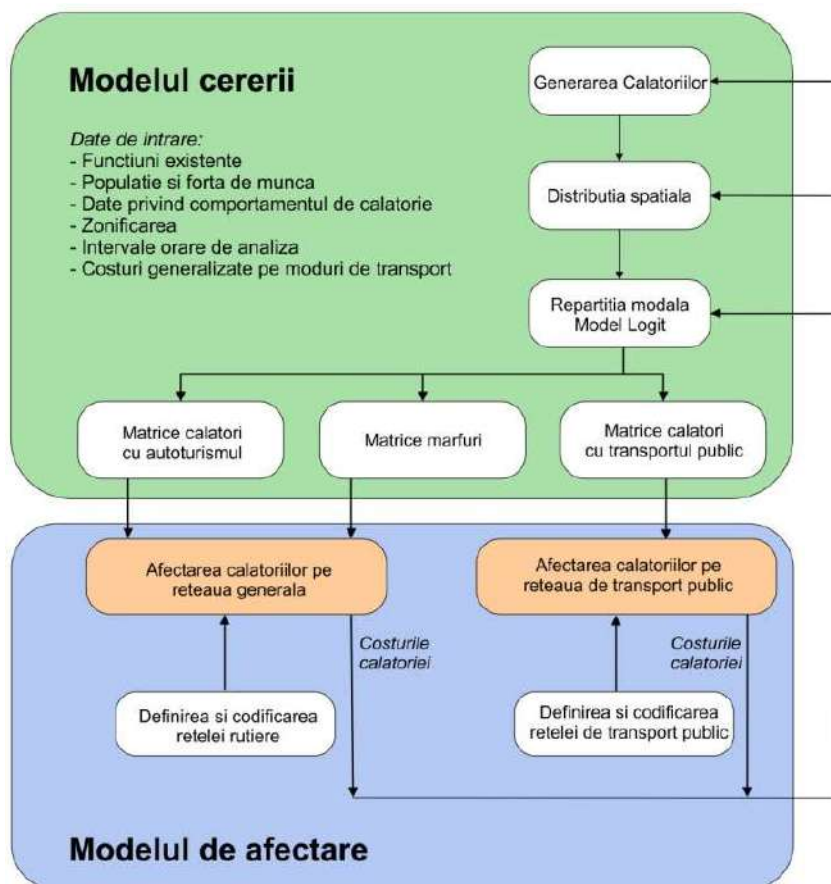 Modelul cererii
Date de intrare:
- Functiuni existente
- Populatie si forta de munca
- Date privind comportamentul de calatorie
- Zonificarea
- Intervale orare de analiza
- Costuri generalizate pe moduri de transport
Generarea Calatoriilor
Distributia spatiala
Repartitia modala
Model Logit
Matrice calatori
cu autoturismul
Matrice marfuri
Matrice calatori
cu transportul public
Afectarea calatoriilor pe
reteaua generala
Afectarea calatoriilor pe
reteaua de transport public
Costurile
calatoriei
Costurile
calatoriei
Definirea si codificarea
retelei rutiere
Definirea si codificarea
retelei de transport public
Modelul de afectare